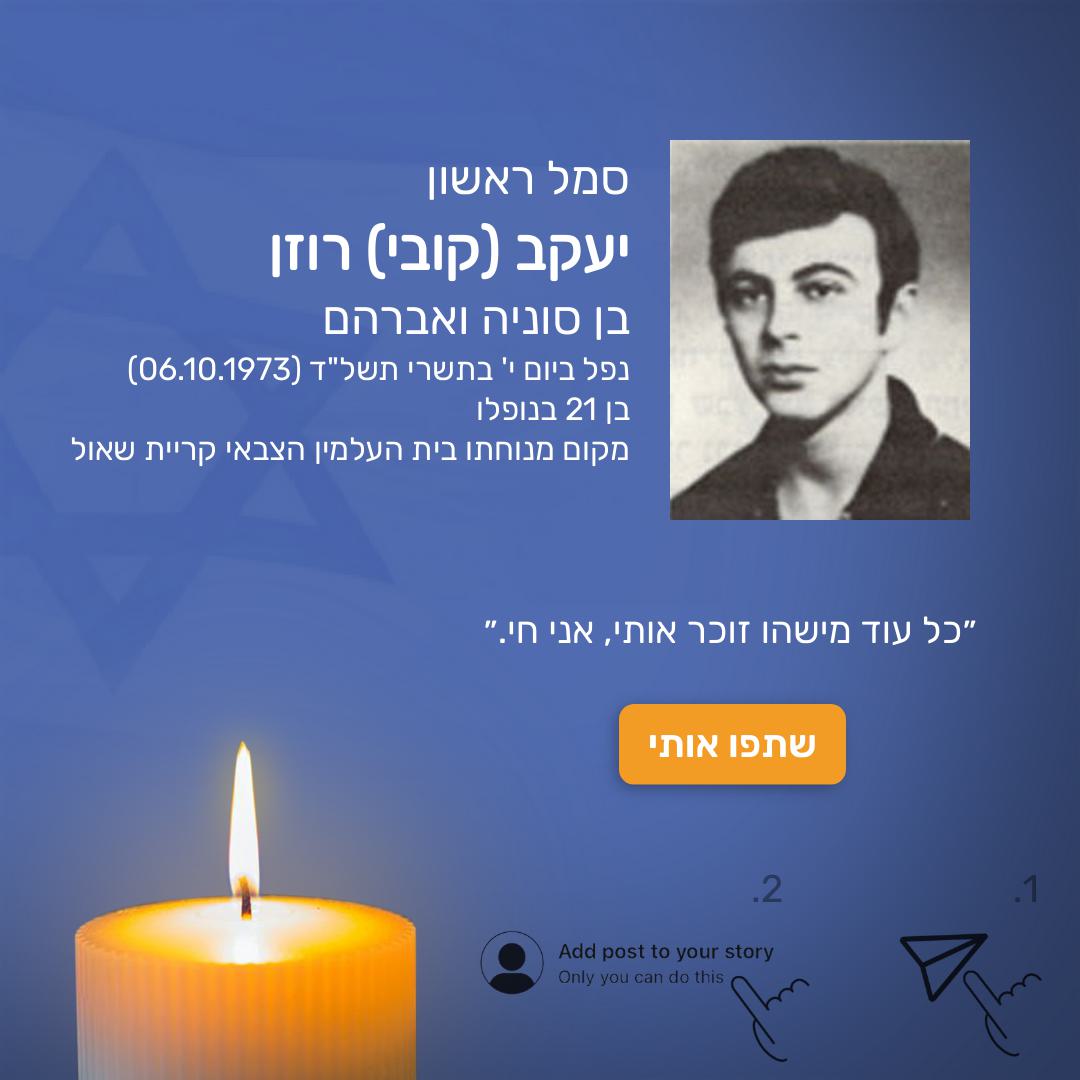 סמל ראשון
יעקב (קובי) רוזן
בן סוניה ואברהם
נפל ביום י' בתשרי תשל"ד (06.10.1973)
בן 21 בנופלו
מקום מנוחתו בית העלמין הצבאי קריית שאול
״כל עוד מישהו זוכר אותי, אני חי.״
שתפו אותי
1.
2.
Add post to your story
Only you can do this